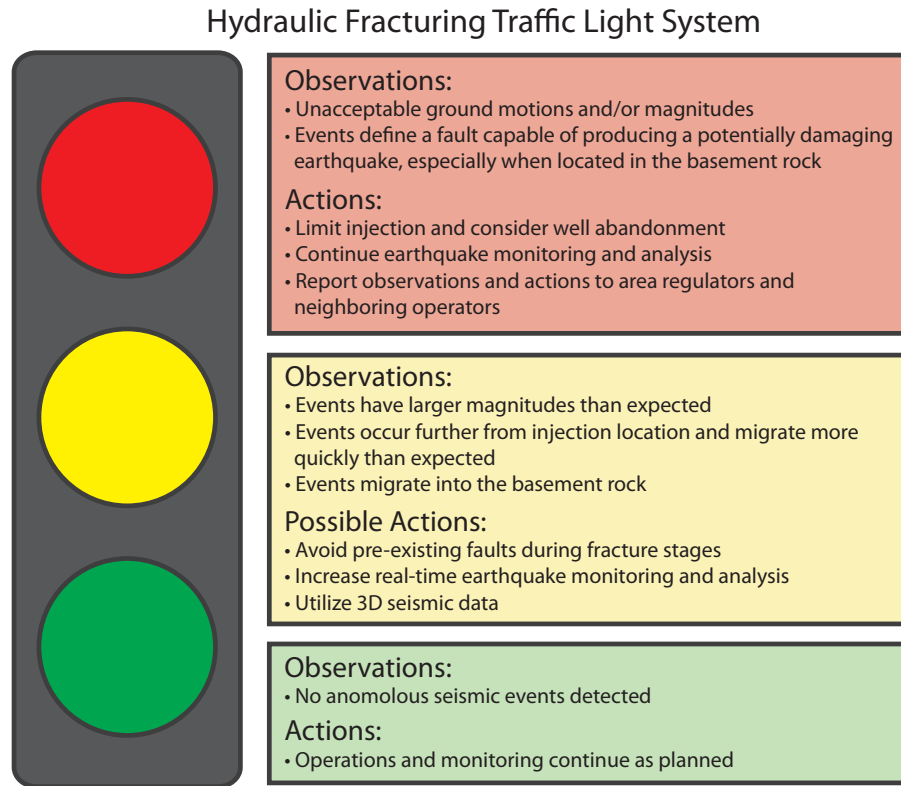 Hydraulic Fracturing Traffic Light System
Observations:
• Unacceptable ground motions and/or magnitudes
• Events define a fault capable of producing a potentially damaging
earthquake, especially when located in the basement rock
Actions:
• Limit injection and consider well abandonment
• Continue earthquake monitoring and analysis
• Report observations and actions to area regulators and
neighboring operators
Observations:
• Events have larger magnitudes than expected
• Events occur further from injection location and migrate more
quickly than expected
• Events migrate into the basement rock
Possible Actions:
• Avoid pre-existing faults during fracture stages
• Increase real-time earthquake monitoring and analysis
• Utilize 3D seismic data
Observations:
• No anomolous seismic events detected
Actions:
• Operations and monitoring continue as planned